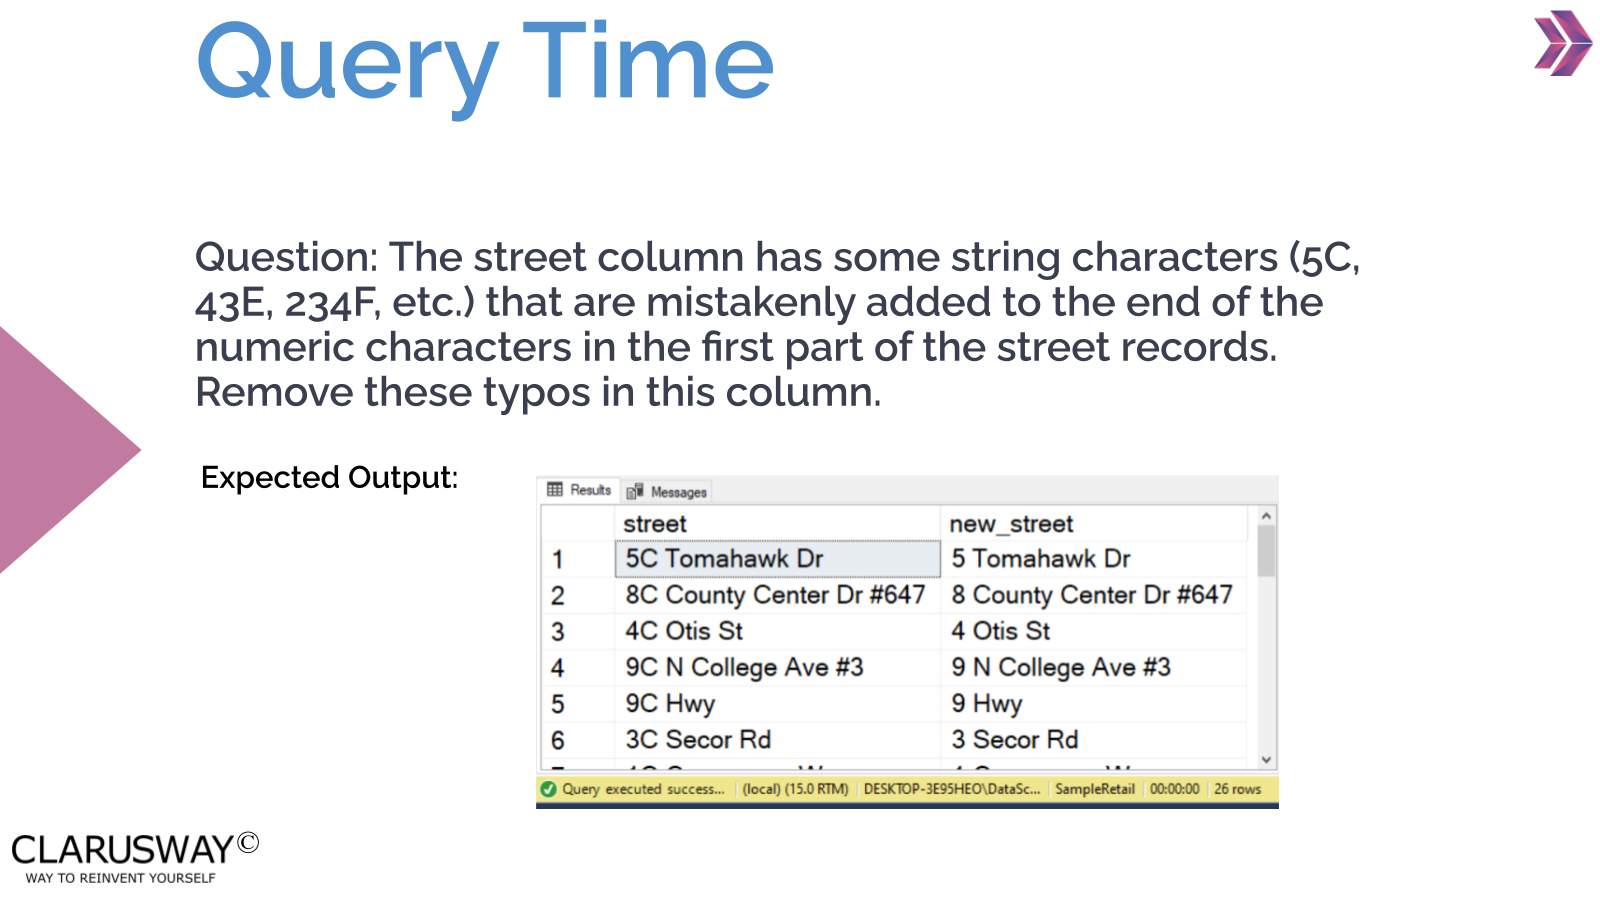 Query Time
Question: The street column has some string characters (5C,
43E, 234F, etc.) that are mistakenly added to the end of the
numeric characters in the first part of the street records.
Remove these typos in this column.
Expected Output:
Results Messages
street new_street
1 5C Tomahawk Dr 5 Tomahawk Dr
2 8C County Center Dr #647 8 County Center Dr #647
3 4C Otis St 4 Otis St
4 9C N College Ave #3 9 N College Ave #3
5 9C Hwy 9 Hwy
6 3C Secor Rd 3 Secor Rd
Query executed success... (local) (15.0 RTM) DESKTOP-3E95HEO\DataSc... SampleRetail 00:00:00 26 rows
CLARUSWAY©
WAY TO REINVENT YOURSELF